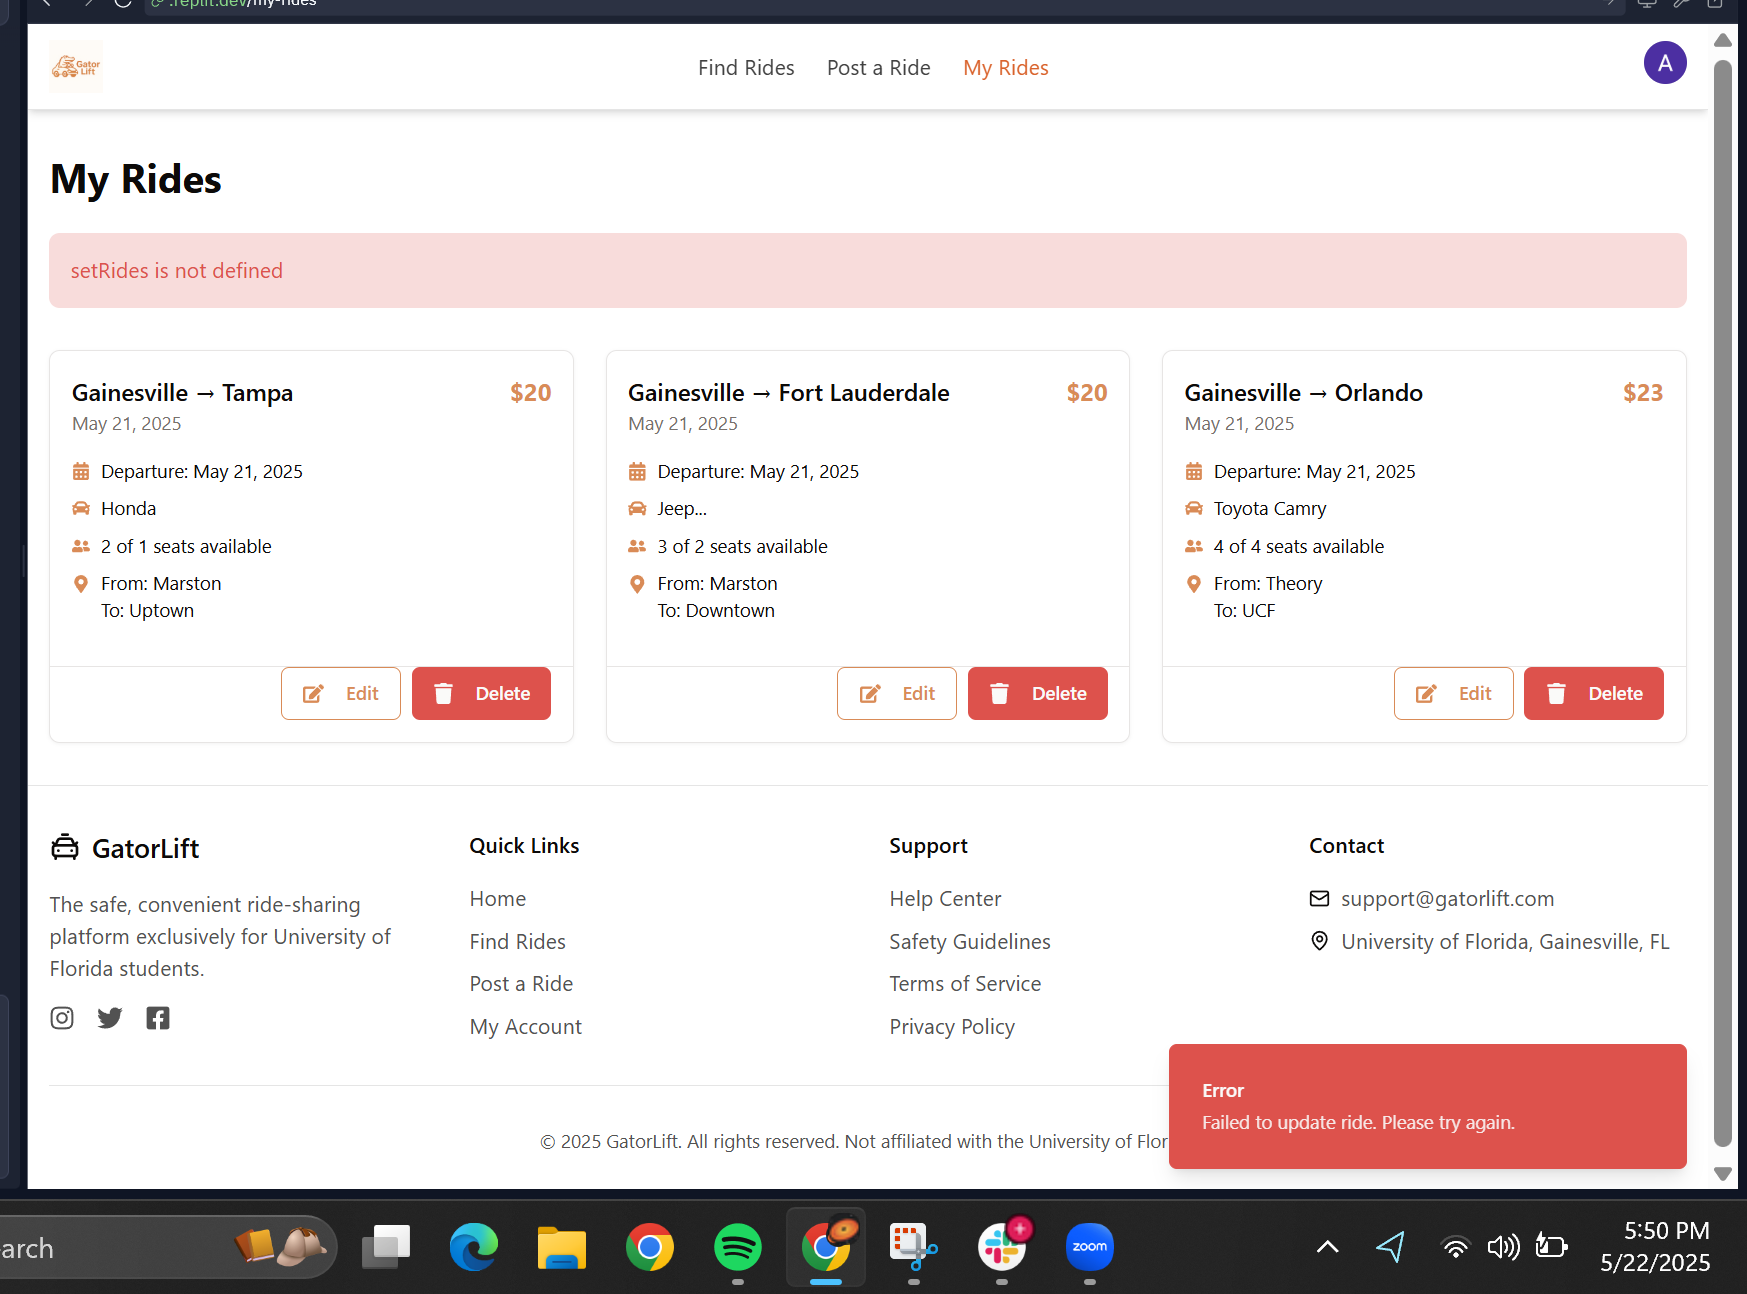 .replit.dev/my-rides
Gator
Lift
Find Rides
Post a Ride
My Rides
A
My Rides
setRides is not defined
Gainesville → Tampa
$20
May 21, 2025
Departure: May 21, 2025
Honda
2 of 1 seats available
From: Marston
To: Uptown
Edit
Delete
Gainesville → Fort Lauderdale
$20
May 21, 2025
Departure: May 21, 2025
Jeep...
3 of 2 seats available
From: Marston
To: Downtown
Edit
Delete
Gainesville → Orlando
$23
May 21, 2025
Departure: May 21, 2025
Toyota Camry
4 of 4 seats available
From: Theory
To: UCF
Edit
Delete
GatorLift
The safe, convenient ride-sharing
platform exclusively for University of
Florida students.
Quick Links
Home
Find Rides
Post a Ride
My Account
Support
Help Center
Safety Guidelines
Terms of Service
Privacy Policy
Contact
support@gatorlift.com
University of Florida, Gainesville, FL
© 2025 GatorLift. All rights reserved. Not affiliated with the University of Flor
Error
Failed to update ride. Please try again.
earch
zoom
5:50 PM
5/22/2025